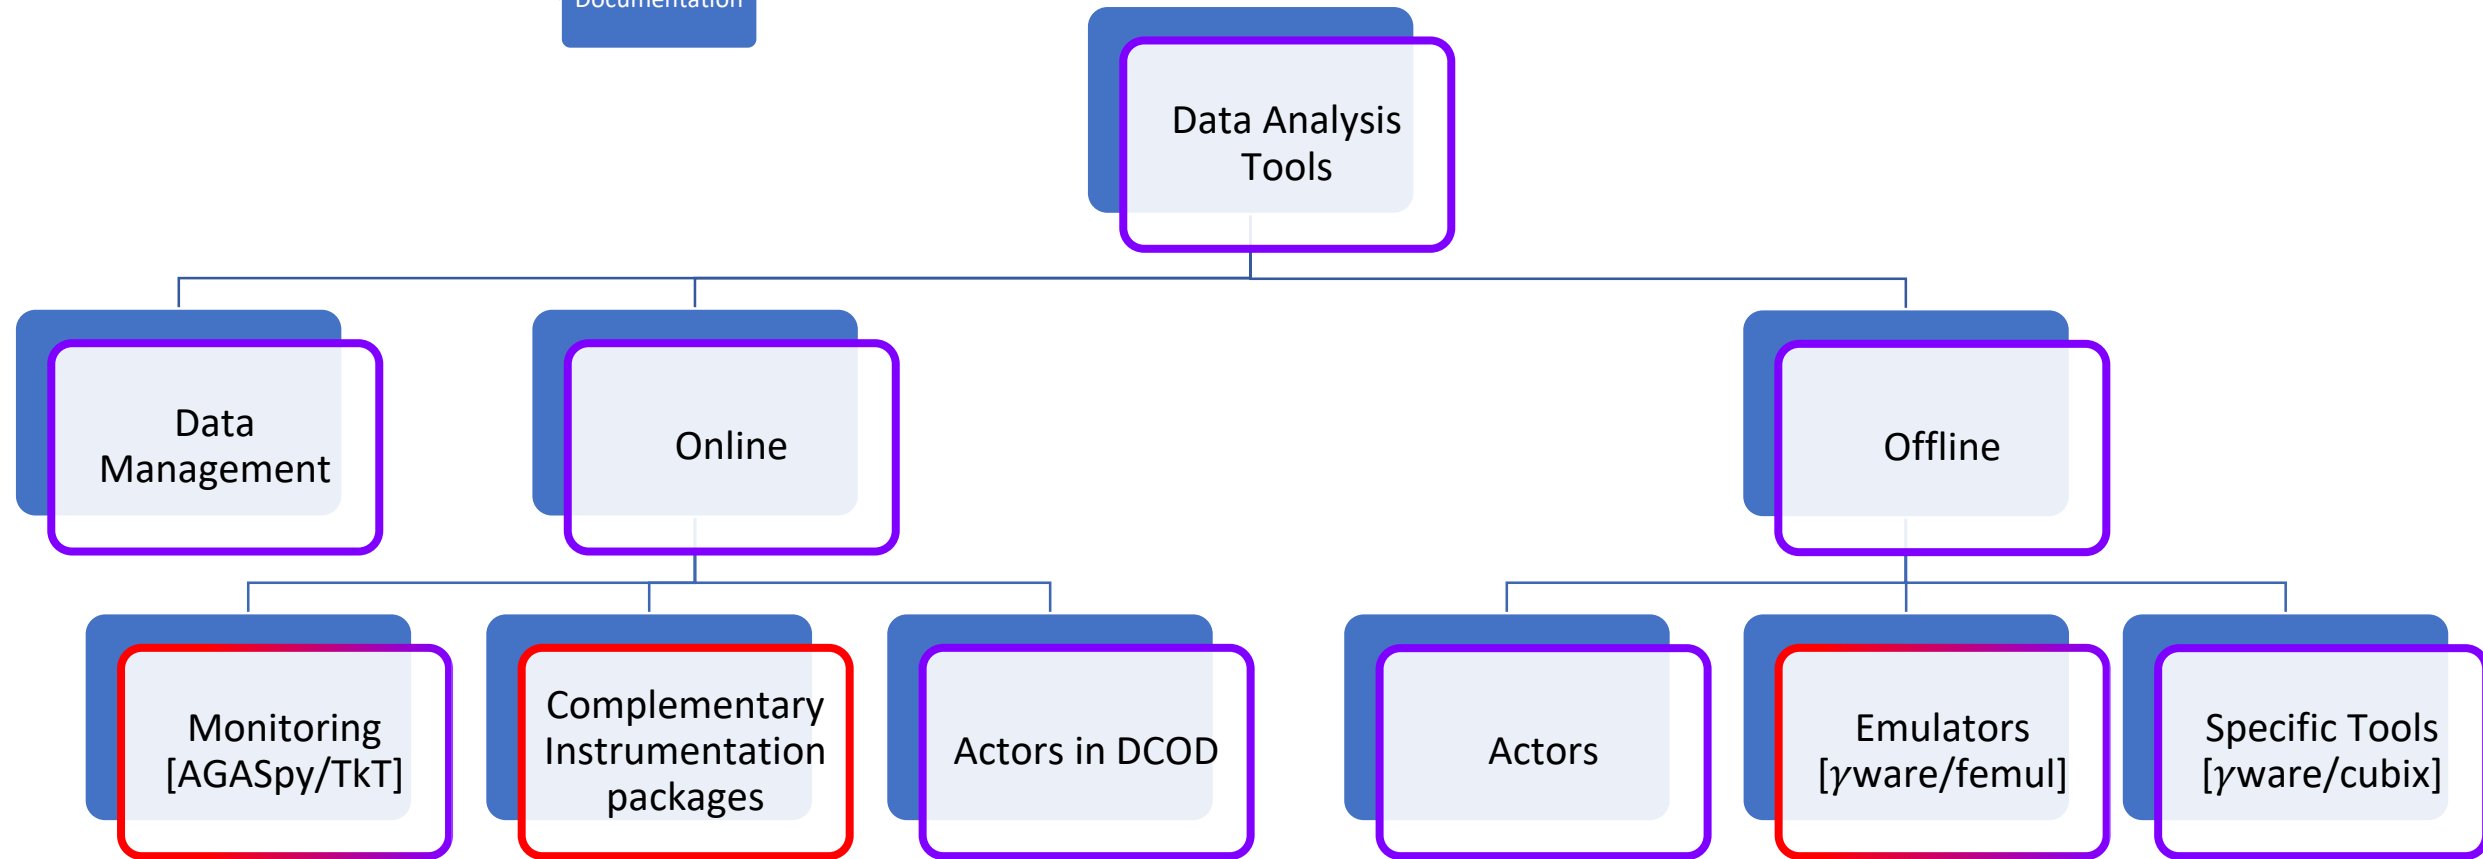 Documentation
Data Analysis
Tools
Data
Management
Online
Offline
Monitoring
[AGASpy/TkT]
Complementary
Instrumentation
packages
Actors in DCOD
Actors
Emulators
[γware/femul]
Specific Tools
[γware/cubix]